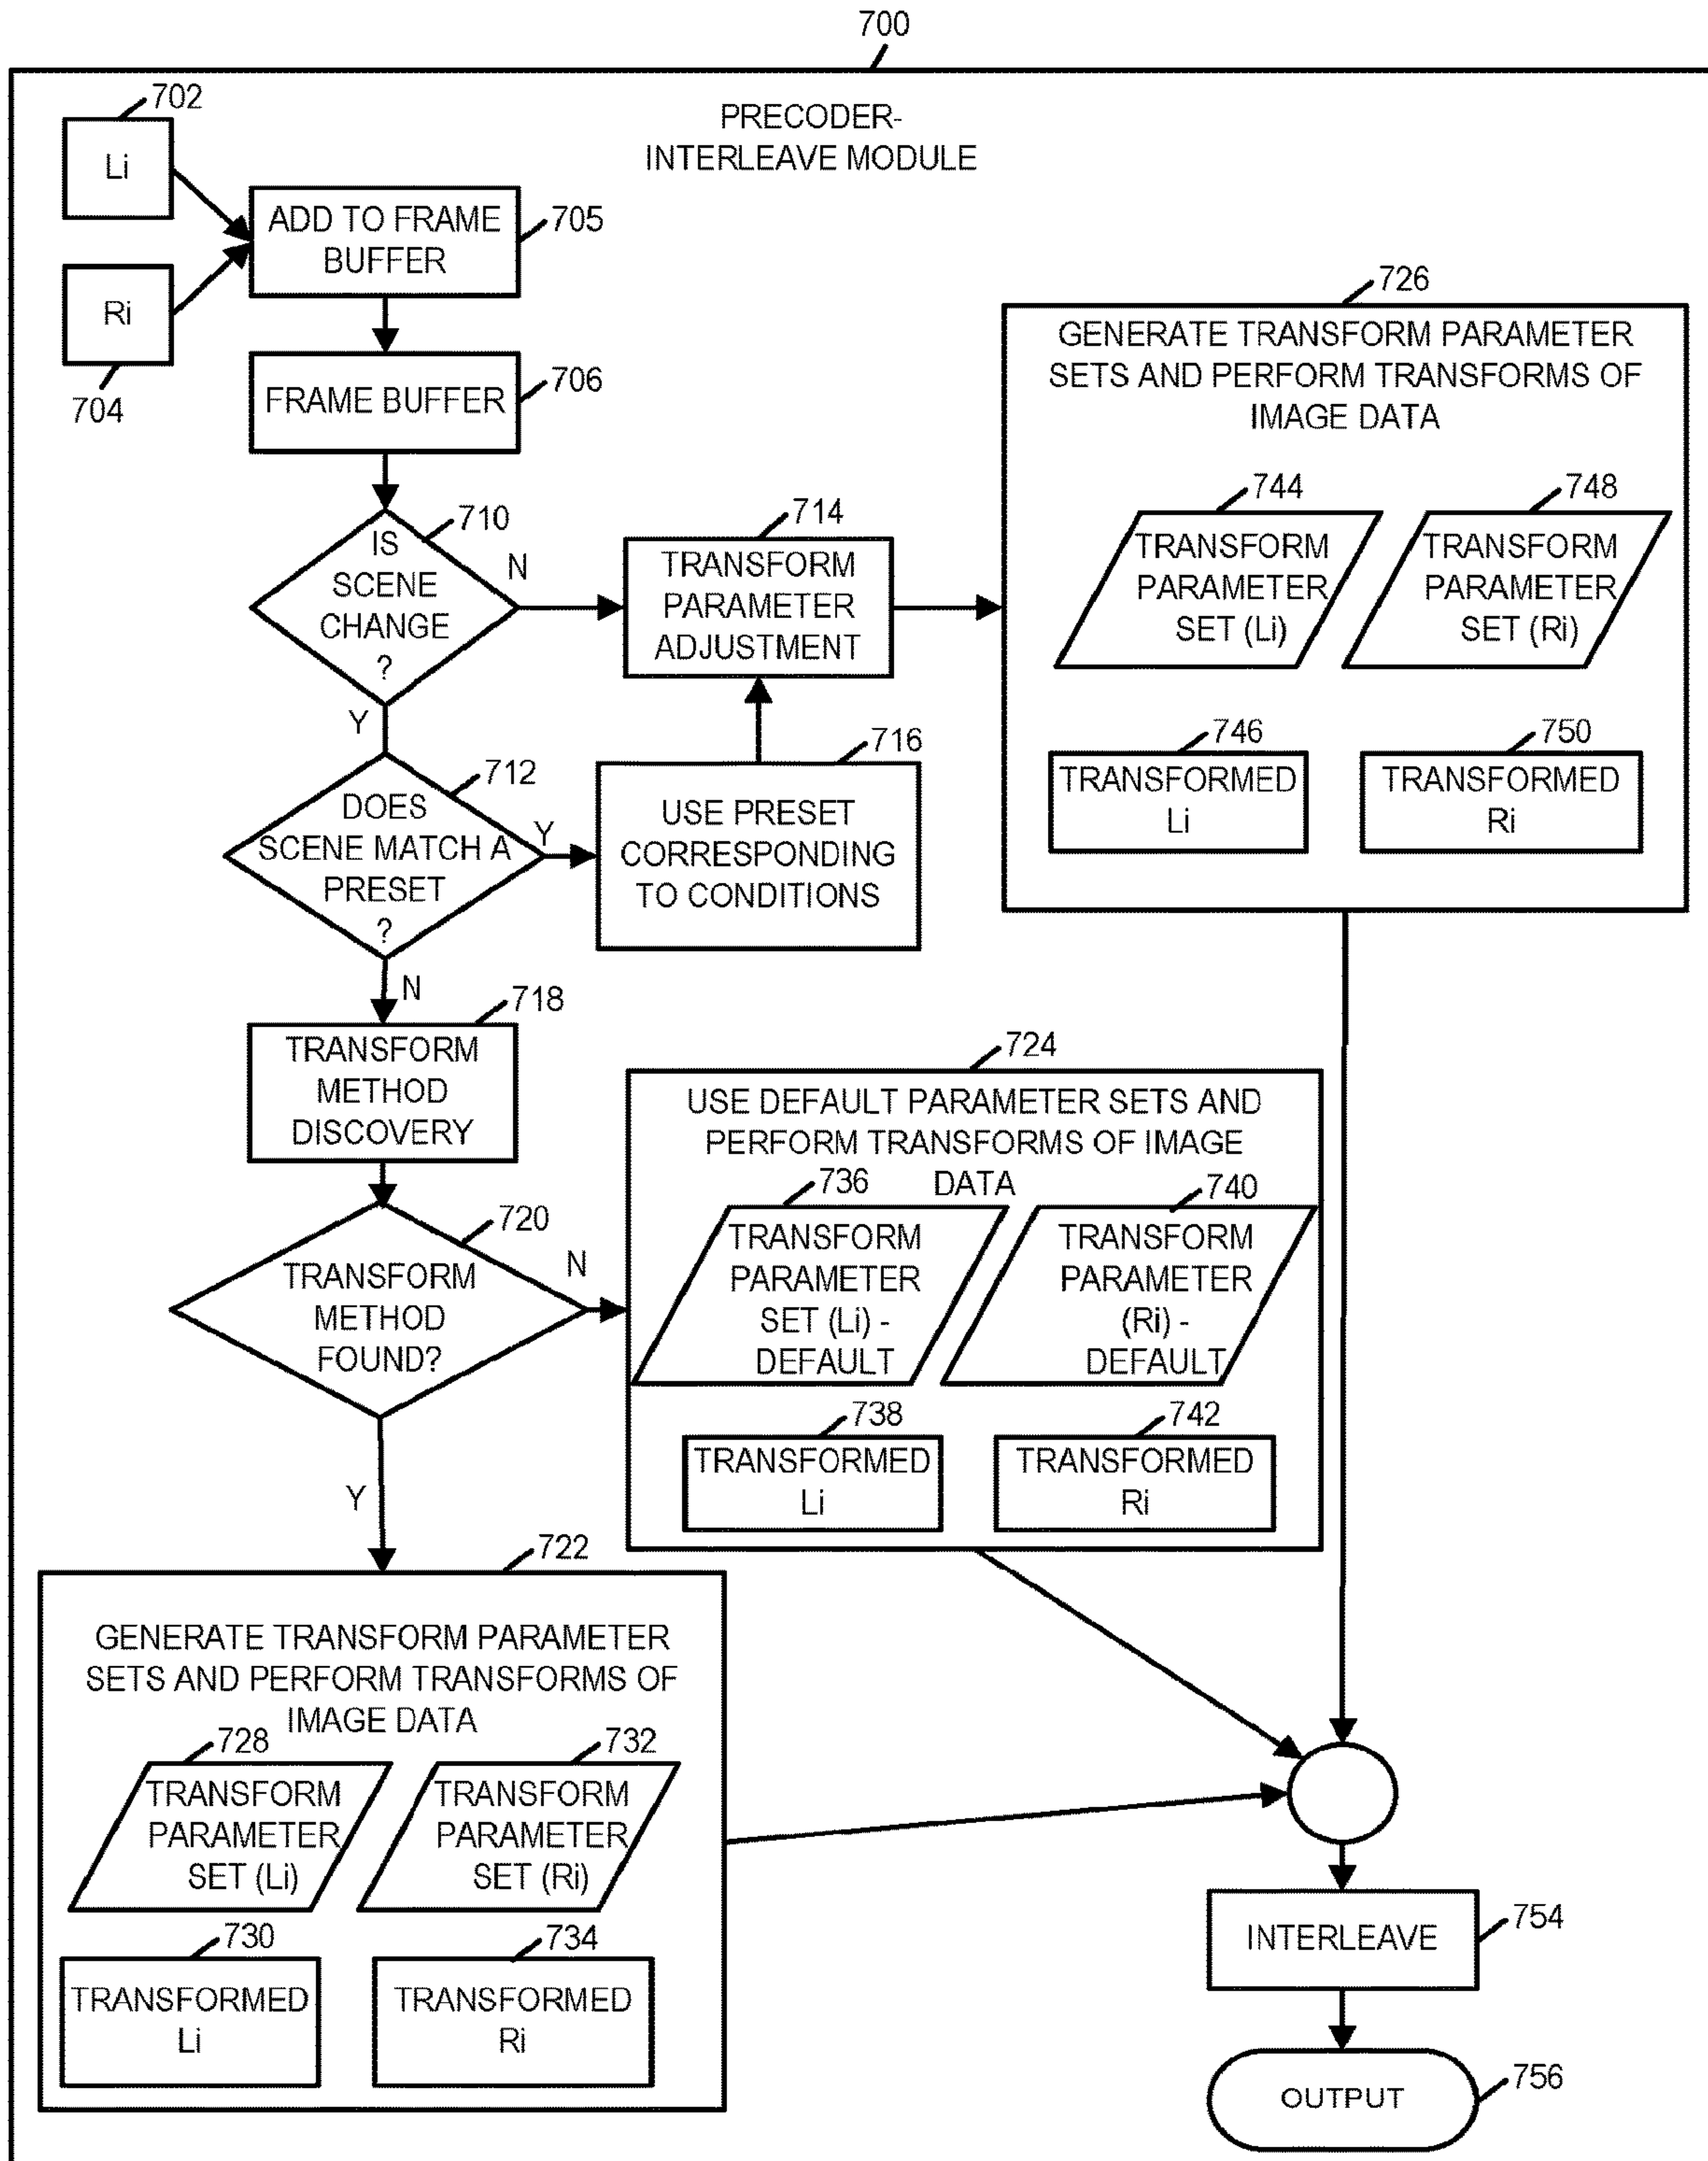 700
702
PRECODER-
INTERLEAVE MODULE
Li
ADD TO FRAME
BUFFER
705
Ri
704
FRAME BUFFER
706
726
GENERATE TRANSFORM PARAMETER
SETS AND PERFORM TRANSFORMS OF
IMAGE DATA
744
TRANSFORM
PARAMETER
SET (Li)
748
TRANSFORM
PARAMETER
SET (Ri)
746
TRANSFORMED
Li
750
TRANSFORMED
Ri
710
IS
SCENE
CHANGE
?
N
Y
714
TRANSFORM
PARAMETER
ADJUSTMENT
712
DOES
SCENE MATCH A
PRESET
?
Y
N
716
USE PRESET
CORRESPONDING
TO CONDITIONS
718
TRANSFORM
METHOD
DISCOVERY
720
TRANSFORM
METHOD
FOUND?
N
Y
724
USE DEFAULT PARAMETER SETS AND
PERFORM TRANSFORMS OF IMAGE
DATA
736
TRANSFORM
PARAMETER
SET (Li) -
DEFAULT
740
TRANSFORM
PARAMETER
(Ri) -
DEFAULT
738
TRANSFORMED
Li
742
TRANSFORMED
Ri
722
GENERATE TRANSFORM PARAMETER
SETS AND PERFORM TRANSFORMS OF
IMAGE DATA
728
TRANSFORM
PARAMETER
SET (Li)
732
TRANSFORM
PARAMETER
SET (Ri)
730
TRANSFORMED
Li
734
TRANSFORMED
Ri
INTERLEAVE
754
OUTPUT
756